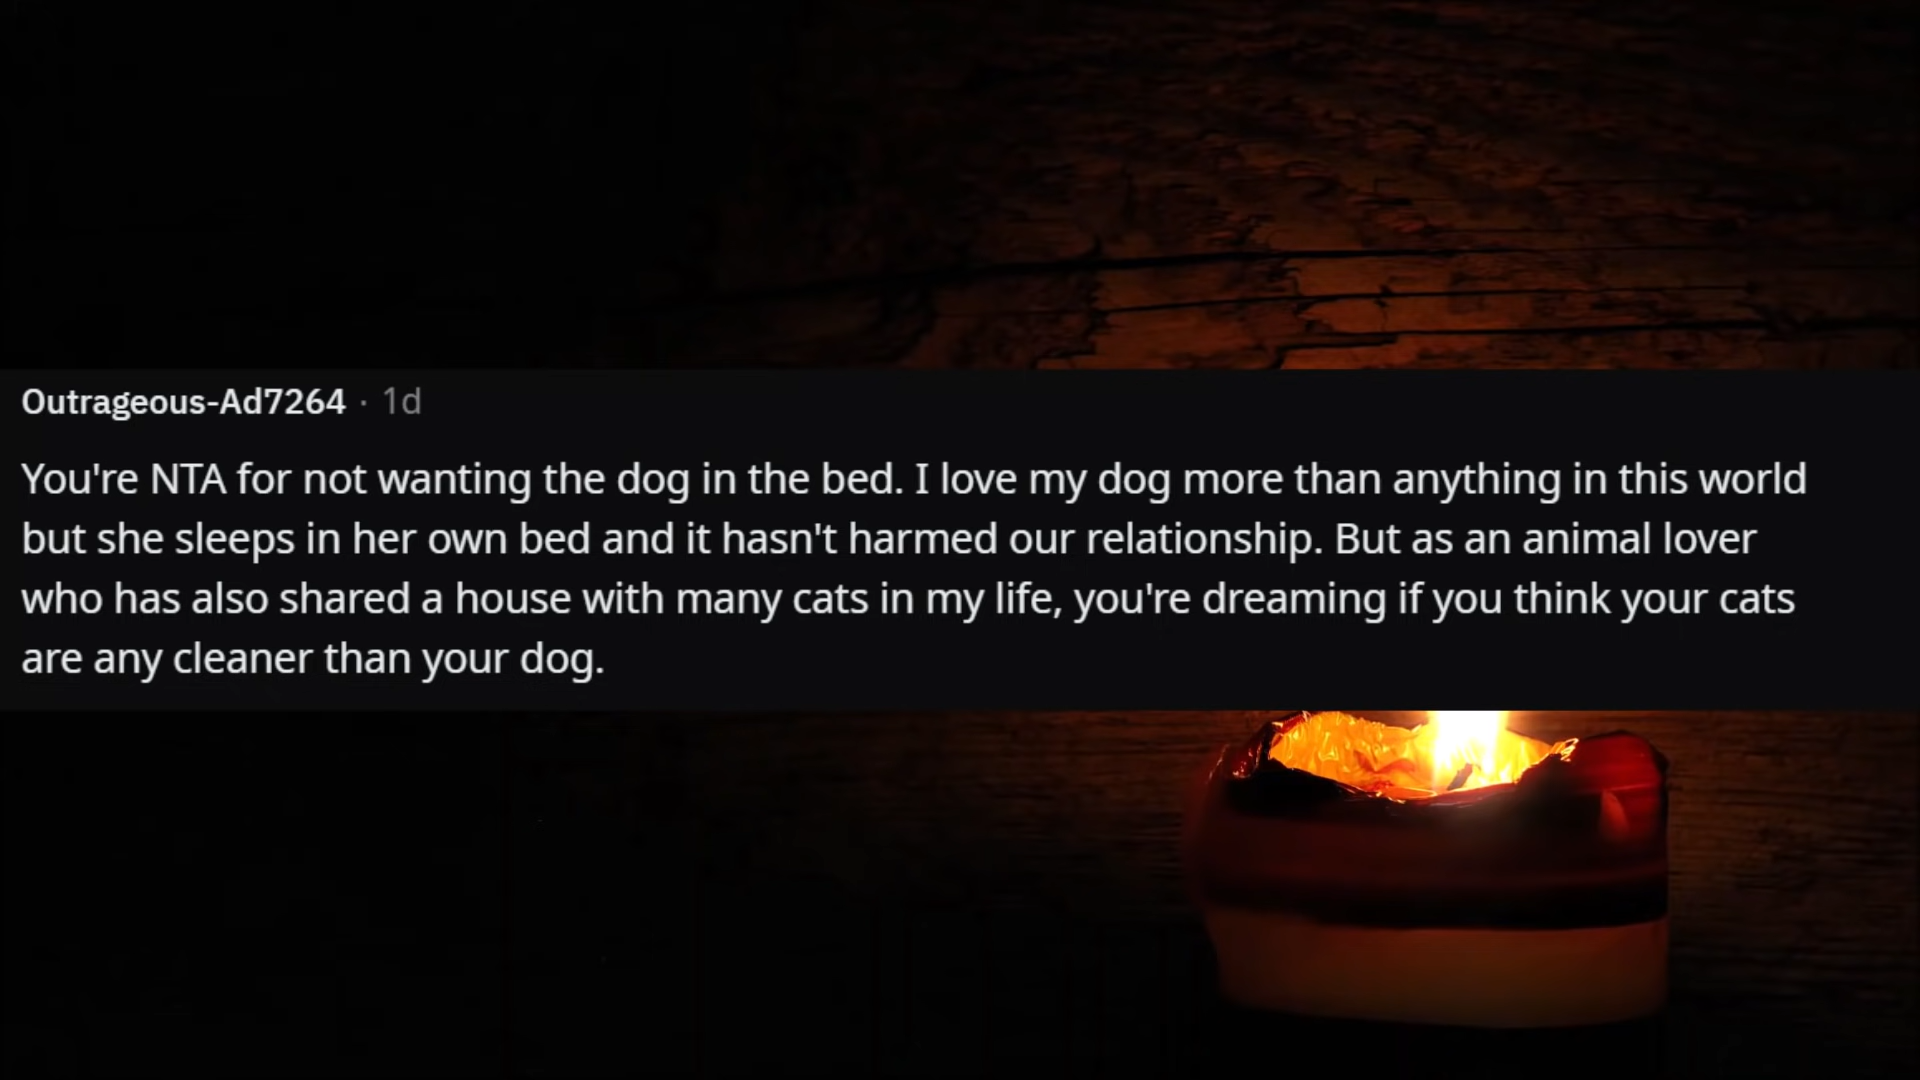 Outrageous-Ad7264 · 1d
You're NTA for not wanting the dog in the bed. I love my dog more than anything in this world
but she sleeps in her own bed and it hasn't harmed our relationship. But as an animal lover
who has also shared a house with many cats in my life, you're dreaming if you think your cats
are any cleaner than your dog.